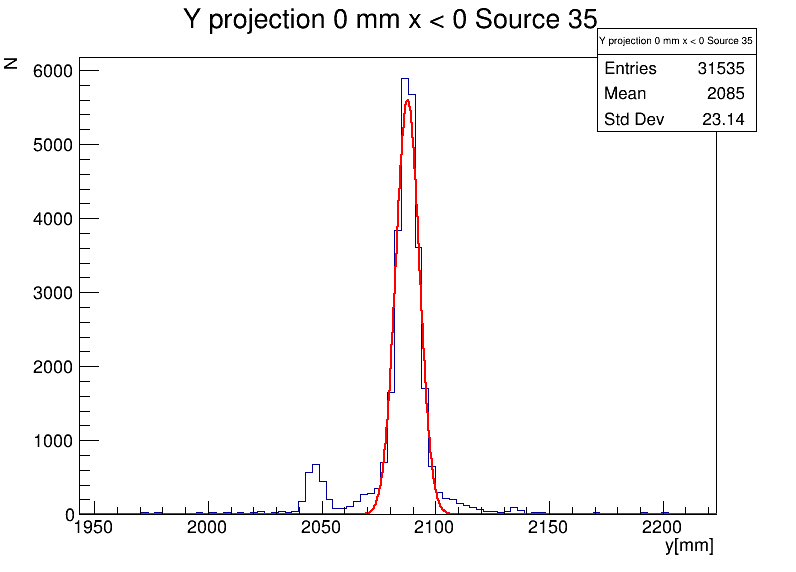 Y projection 0 mm x < 0 Source 35
Y projection 0 mm x < 0 Source 35
Entries 31535
Mean 2085
Std Dev 23.14
N
6000
5000
4000
3000
2000
1000
0
1950 2000 2050 2100 2150 2200
y[mm]